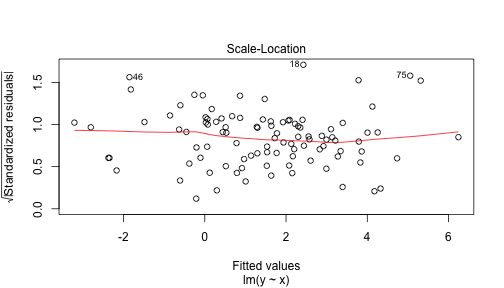 Scale-Location
18
75
46
√|Standardized residuals|
1.5
1.0
0.5
0.0
-2 0 2 4 6
Fitted values
lm(y ~ x)